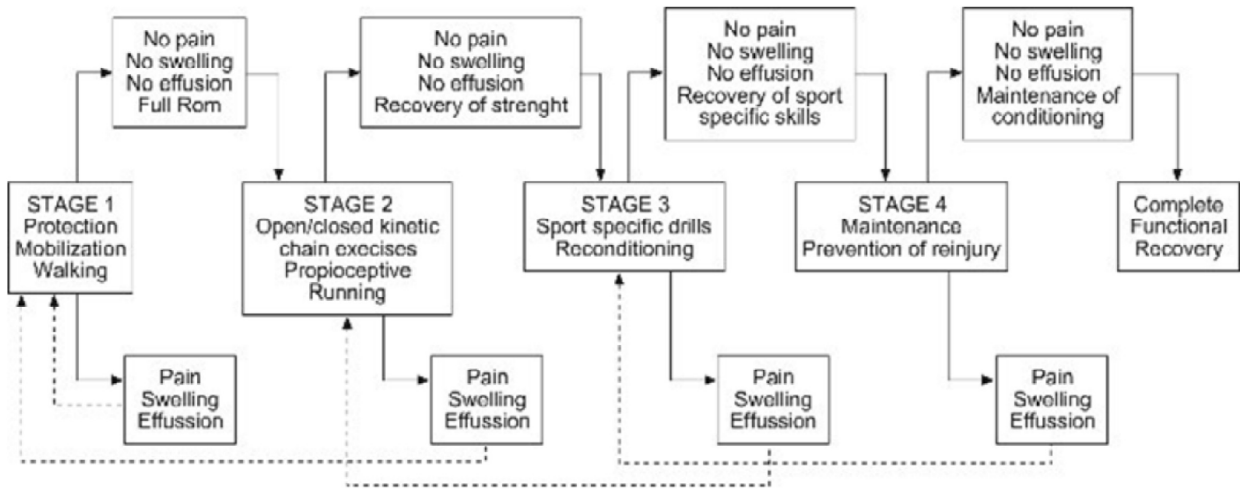 No pain
No swelling
No effusion
Full Rom
No pain
No swelling
No effusion
Recovery of strenght
No pain
No swelling
No effusion
Recovery of sport
specific skills
No pain
No swelling
No effusion
Maintenance of
conditioning
STAGE 1
Protection
Mobilization
Walking
STAGE 2
Open/closed kinetic
chain execises
Propioceptive
Running
STAGE 3
Sport specific drills
Reconditioning
STAGE 4
Maintenance
Prevention of reinjury
Complete
Functional
Recovery
Pain
Swelling
Effussion
Pain
Swelling
Effussion
Pain
Swelling
Effussion
Pain
Swelling
Effussion